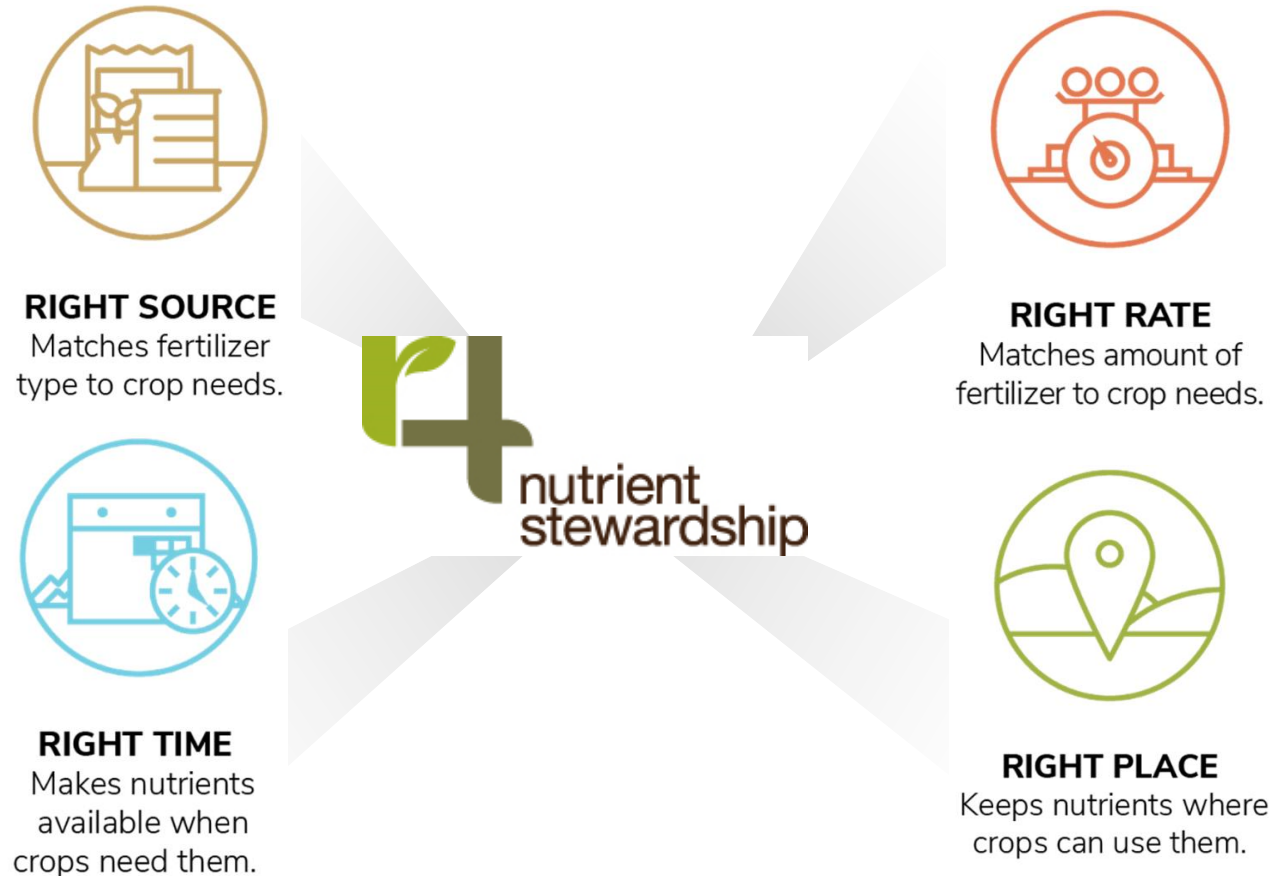 RIGHT SOURCE
Matches fertilizer
type to crop needs.
RIGHT RATE
Matches amount of
fertilizer to crop needs.
r4
nutrient
stewardship
RIGHT TIME
Makes nutrients
available when
crops need them.
RIGHT PLACE
Keeps nutrients where
crops can use them.